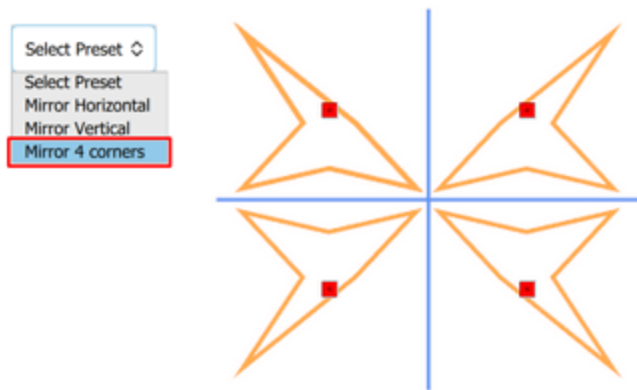 Select Preset
Select Preset
Mirror Horizontal
Mirror Vertical
Mirror 4 corners